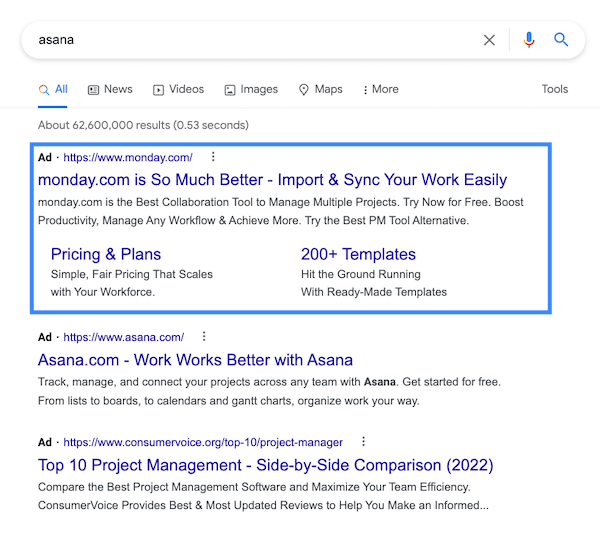 asana
All News Videos Images Maps More Tools
About 62,600,000 results (0.53 seconds)
Ad · https://www.monday.com/
monday.com is So Much Better - Import & Sync Your Work Easily
monday.com is the Best Collaboration Tool to Manage Multiple Projects. Try Now for Free. Boost
Productivity, Manage Any Workflow & Achieve More. Try the Best PM Tool Alternative.
Pricing & Plans
Simple, Fair Pricing That Scales
with Your Workforce.
200+ Templates
Hit the Ground Running
With Ready-Made Templates
Ad · https://www.asana.com/
Asana.com - Work Works Better with Asana
Track, manage, and connect your projects across any team with Asana. Get started for free.
From lists to boards, to calendars and gantt charts, organize work your way.
Ad · https://www.consumervoice.org/top-10/project-manager
Top 10 Project Management - Side-by-Side Comparison (2022)
Compare the Best Project Management Software and Maximize Your Team Efficiency.
ConsumerVoice Provides Best & Most Updated Reviews to Help You Make an Informed...